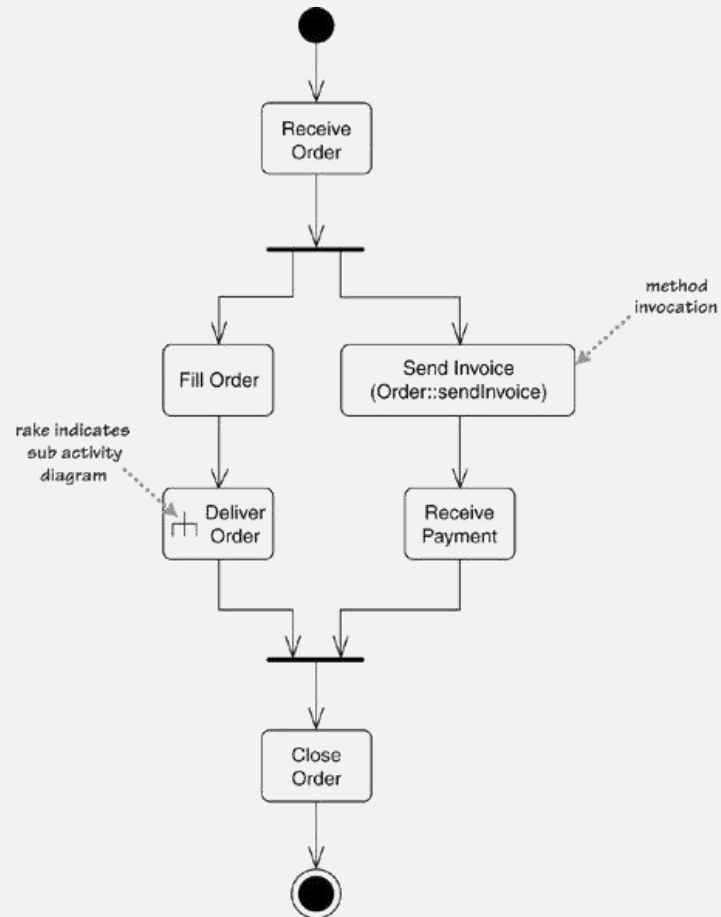 Receive
Order
method
invocation
Fill Order
Send Invoice
(Order::sendInvoice)
rake indicates
sub activity
diagram
Deliver
Order
Receive
Payment
Close
Order